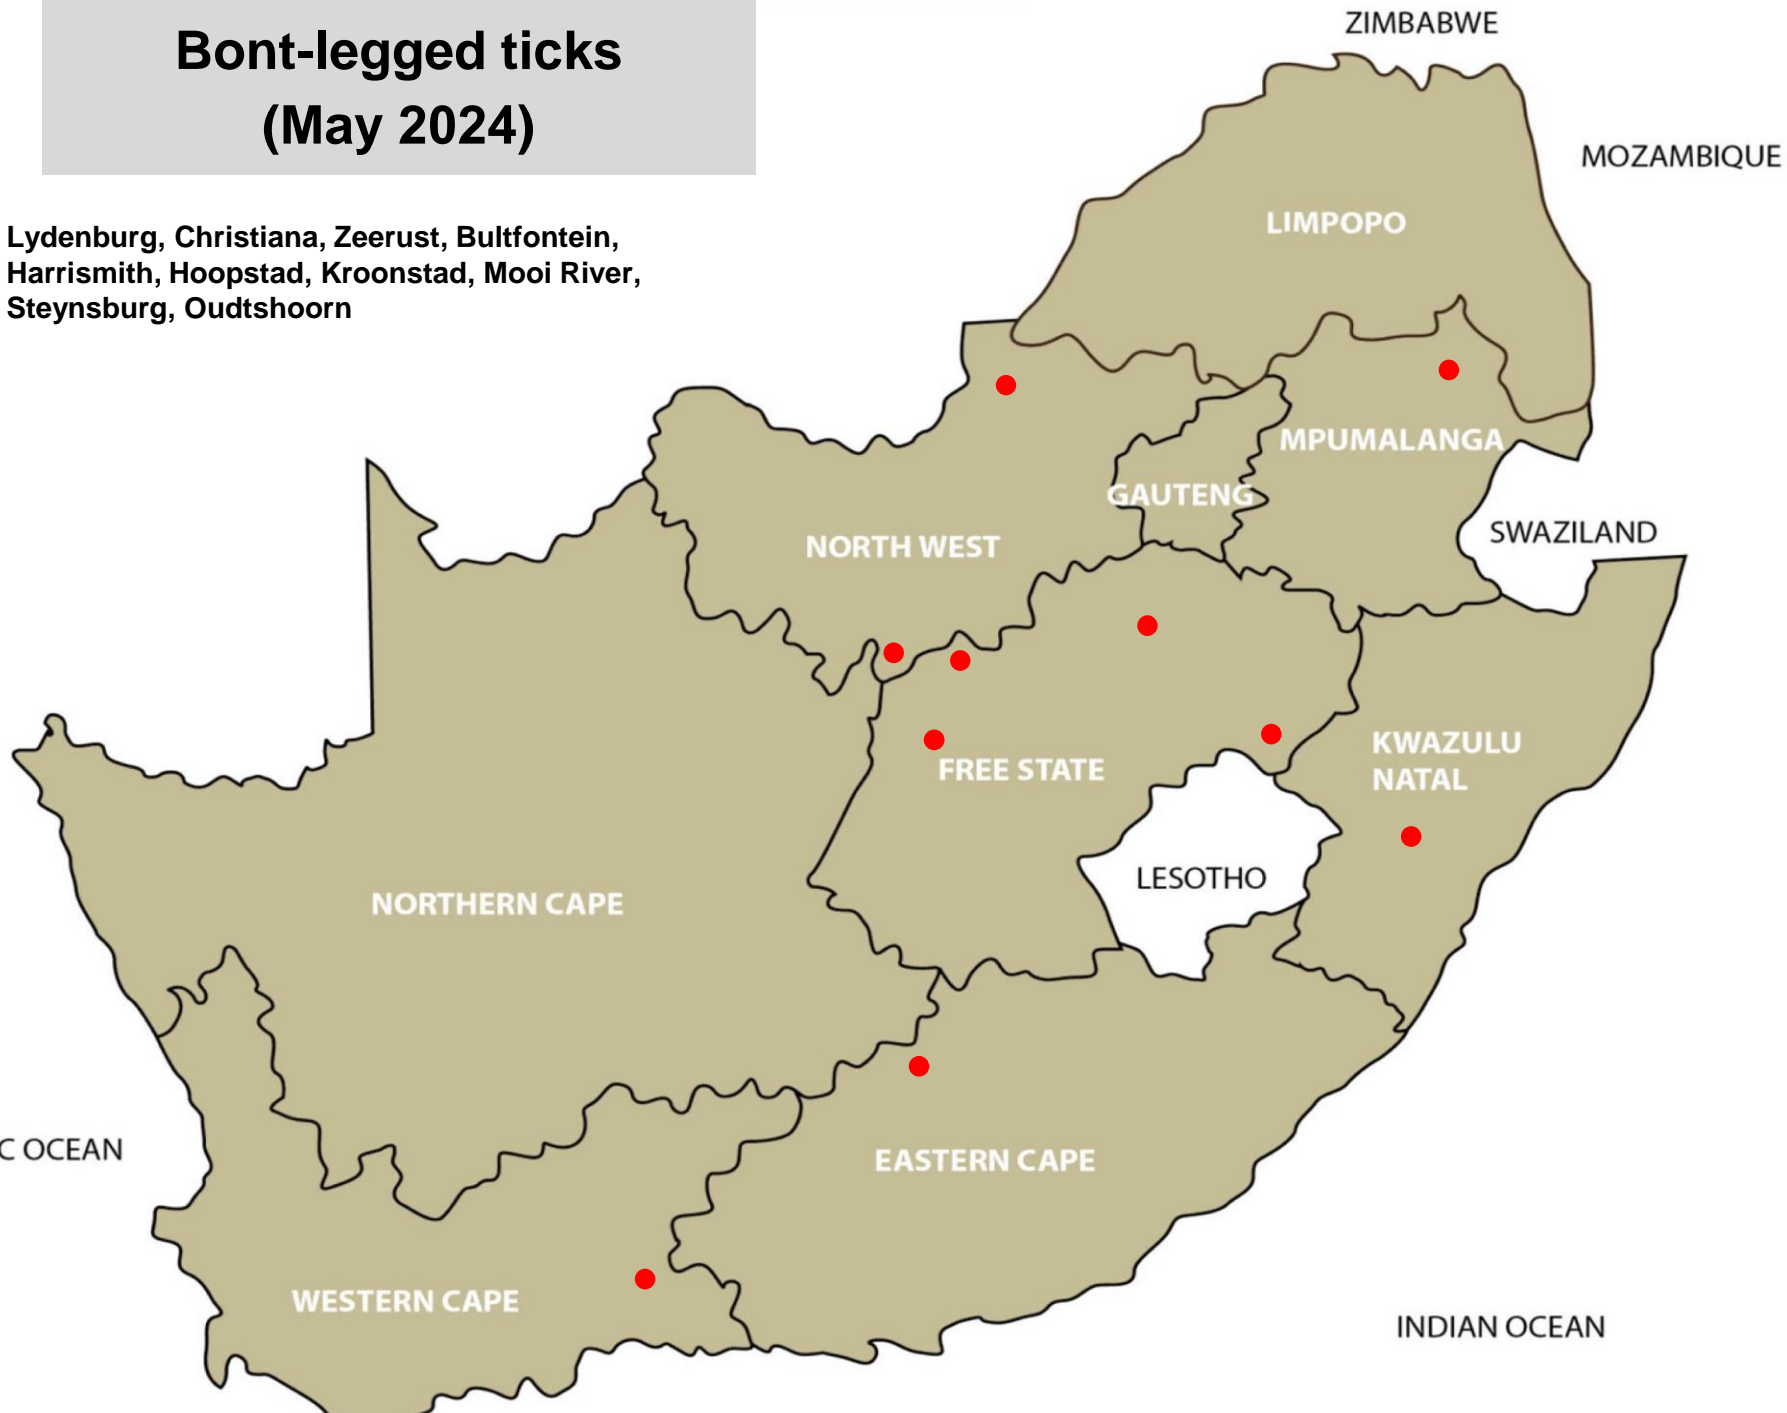 Bont-legged ticks
(May 2024)
Lydenburg, Christiana, Zeerust, Bultfontein,
Harrismith, Hoopstad, Kroonstad, Mooi River,
Steynsburg, Oudtshoorn
ZIMBABWE
MOZAMBIQUE
LIMPOPO
MPUMALANGA
GAUTENG
SWAZILAND
NORTH WEST
KWAZULU
NATAL
FREE STATE
LESOTHO
NORTHERN CAPE
C OCEAN
EASTERN CAPE
WESTERN CAPE
INDIAN OCEAN